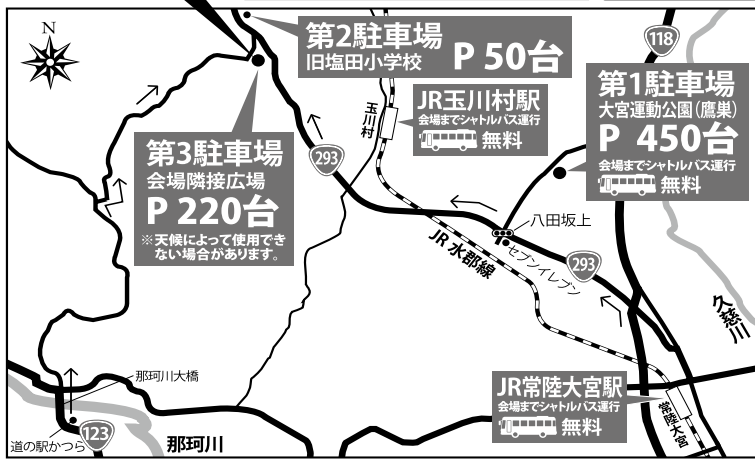 N
第2駐車場
旧塩田小学校
P 50台
118
第1駐車場
大宮運動公園(鷹巣)
P 450台
会場までシャトルバス運行
無料
JR玉川村駅
会場までシャトルバス運行
無料
玉川村
第3駐車場
会場隣接広場
P 220台
※天候によって使用でき
ない場合があります。
293
八田坂上
セブンイレブン
JR 水郡線
293
久慈川
那珂川大橋
JR常陸大宮駅
会場までシャトルバス運行
無料
常陸大宮
道の駅かつら
123
那珂川